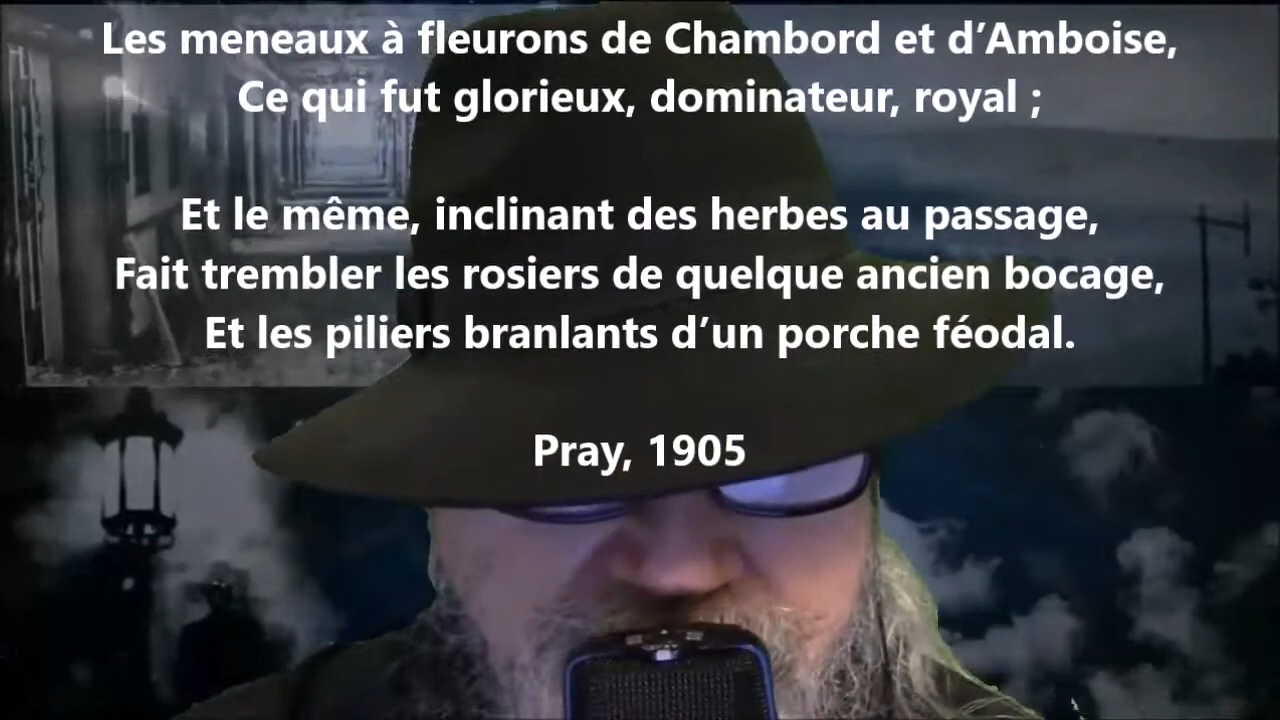 Les meneaux à fleurons de Chambord et d’Amboise,
Ce qui fut glorieux, dominateur, royal ;
Et le même, inclinant des herbes au passage,
Fait trembler les rosiers de quelque ancien bocage,
Et les piliers branlants d’un porche féodal.
Pray, 1905